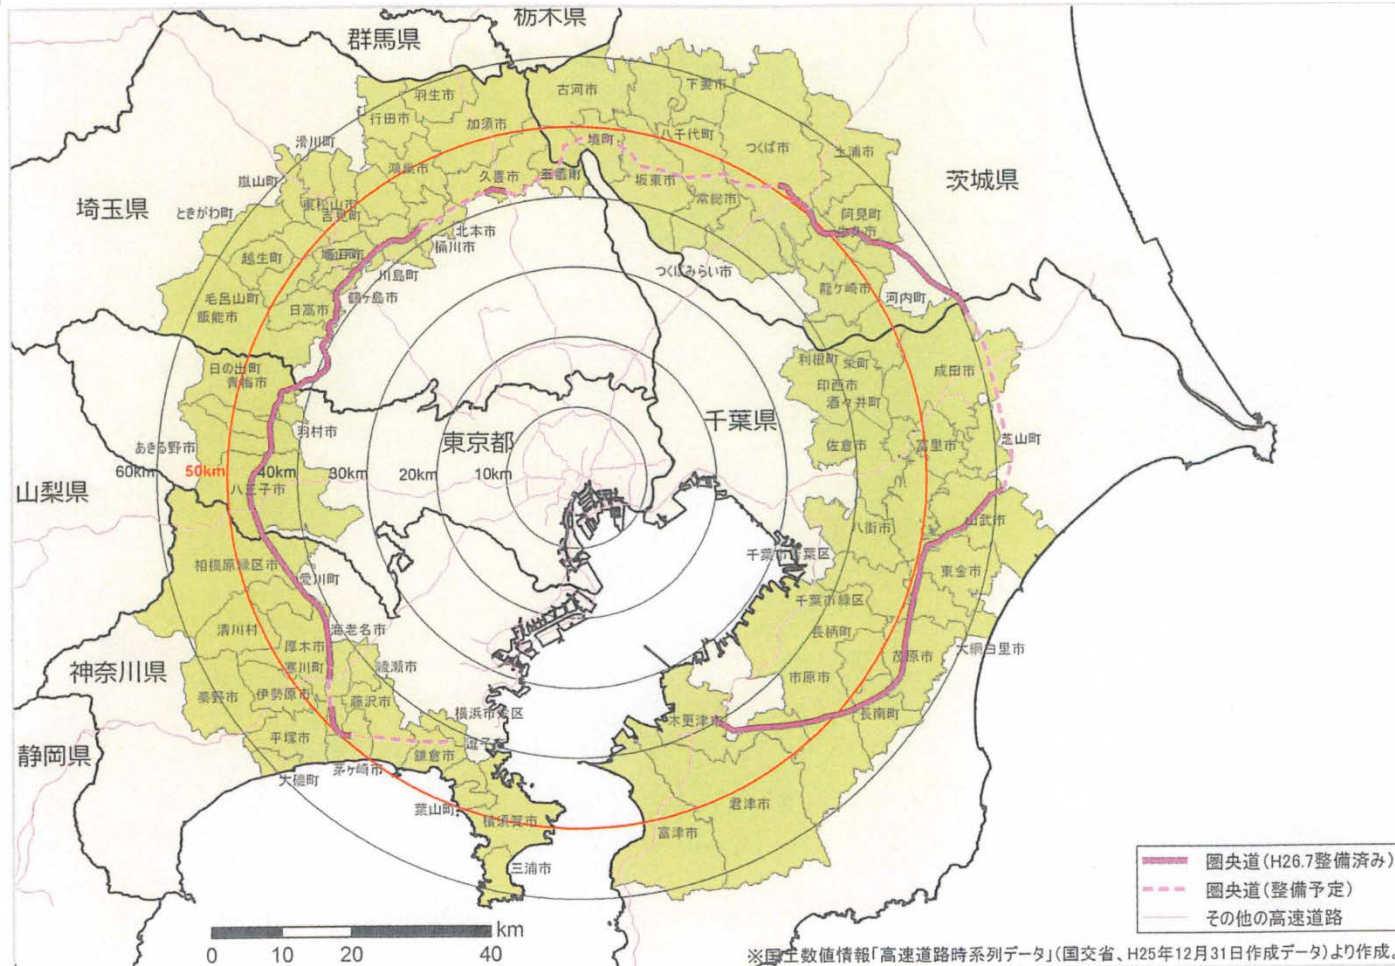 栃木県
群馬県
羽生市
古河市
下妻市
行田市
加須市
滑川町
境町
八千代町
つくば市
土浦市
鴻巣市
久喜市
幸手町
茨城県
嵐山町
坂東市
埼玉県
東松山市
常総市
ときがわ町
吉見町
阿見町
北本市
桶川市
越生町
川島町
つくばみらい市
龍ケ崎市
毛呂山町
鶴ヶ島市
河内町
日高市
飯能市
利根町
栄町
日の出町
成田市
青梅市
印西市
酒々井町
千葉県
羽村市
東京都
あきる野市
佐倉市
富里市
芝山町
60km
50km
40km
30km
20km
10km
八王子市
山梨県
山武市
八街市
千葉市若葉区
相模原緑区市
東金市
愛川町
千葉市緑区
清川村
海老名市
長柄町
厚木市
大網白里市
神奈川県
寒川町
綾瀬市
茂原市
市原市
秦野市
伊勢原市
藤沢市
横浜市金区
長南町
木更津市
平塚市
逗子市
静岡県
鎌倉市
大磯町
茅ヶ崎市
葉山町
君津市
横須賀市
富津市
三浦市
圏央道(H26.7整備済み)
圏央道(整備予定)
その他の高速道路
km
0
10
20
40
※国土数値情報「高速道路時系列データ」(国交省、H25年12月31日作成データ)より作成。